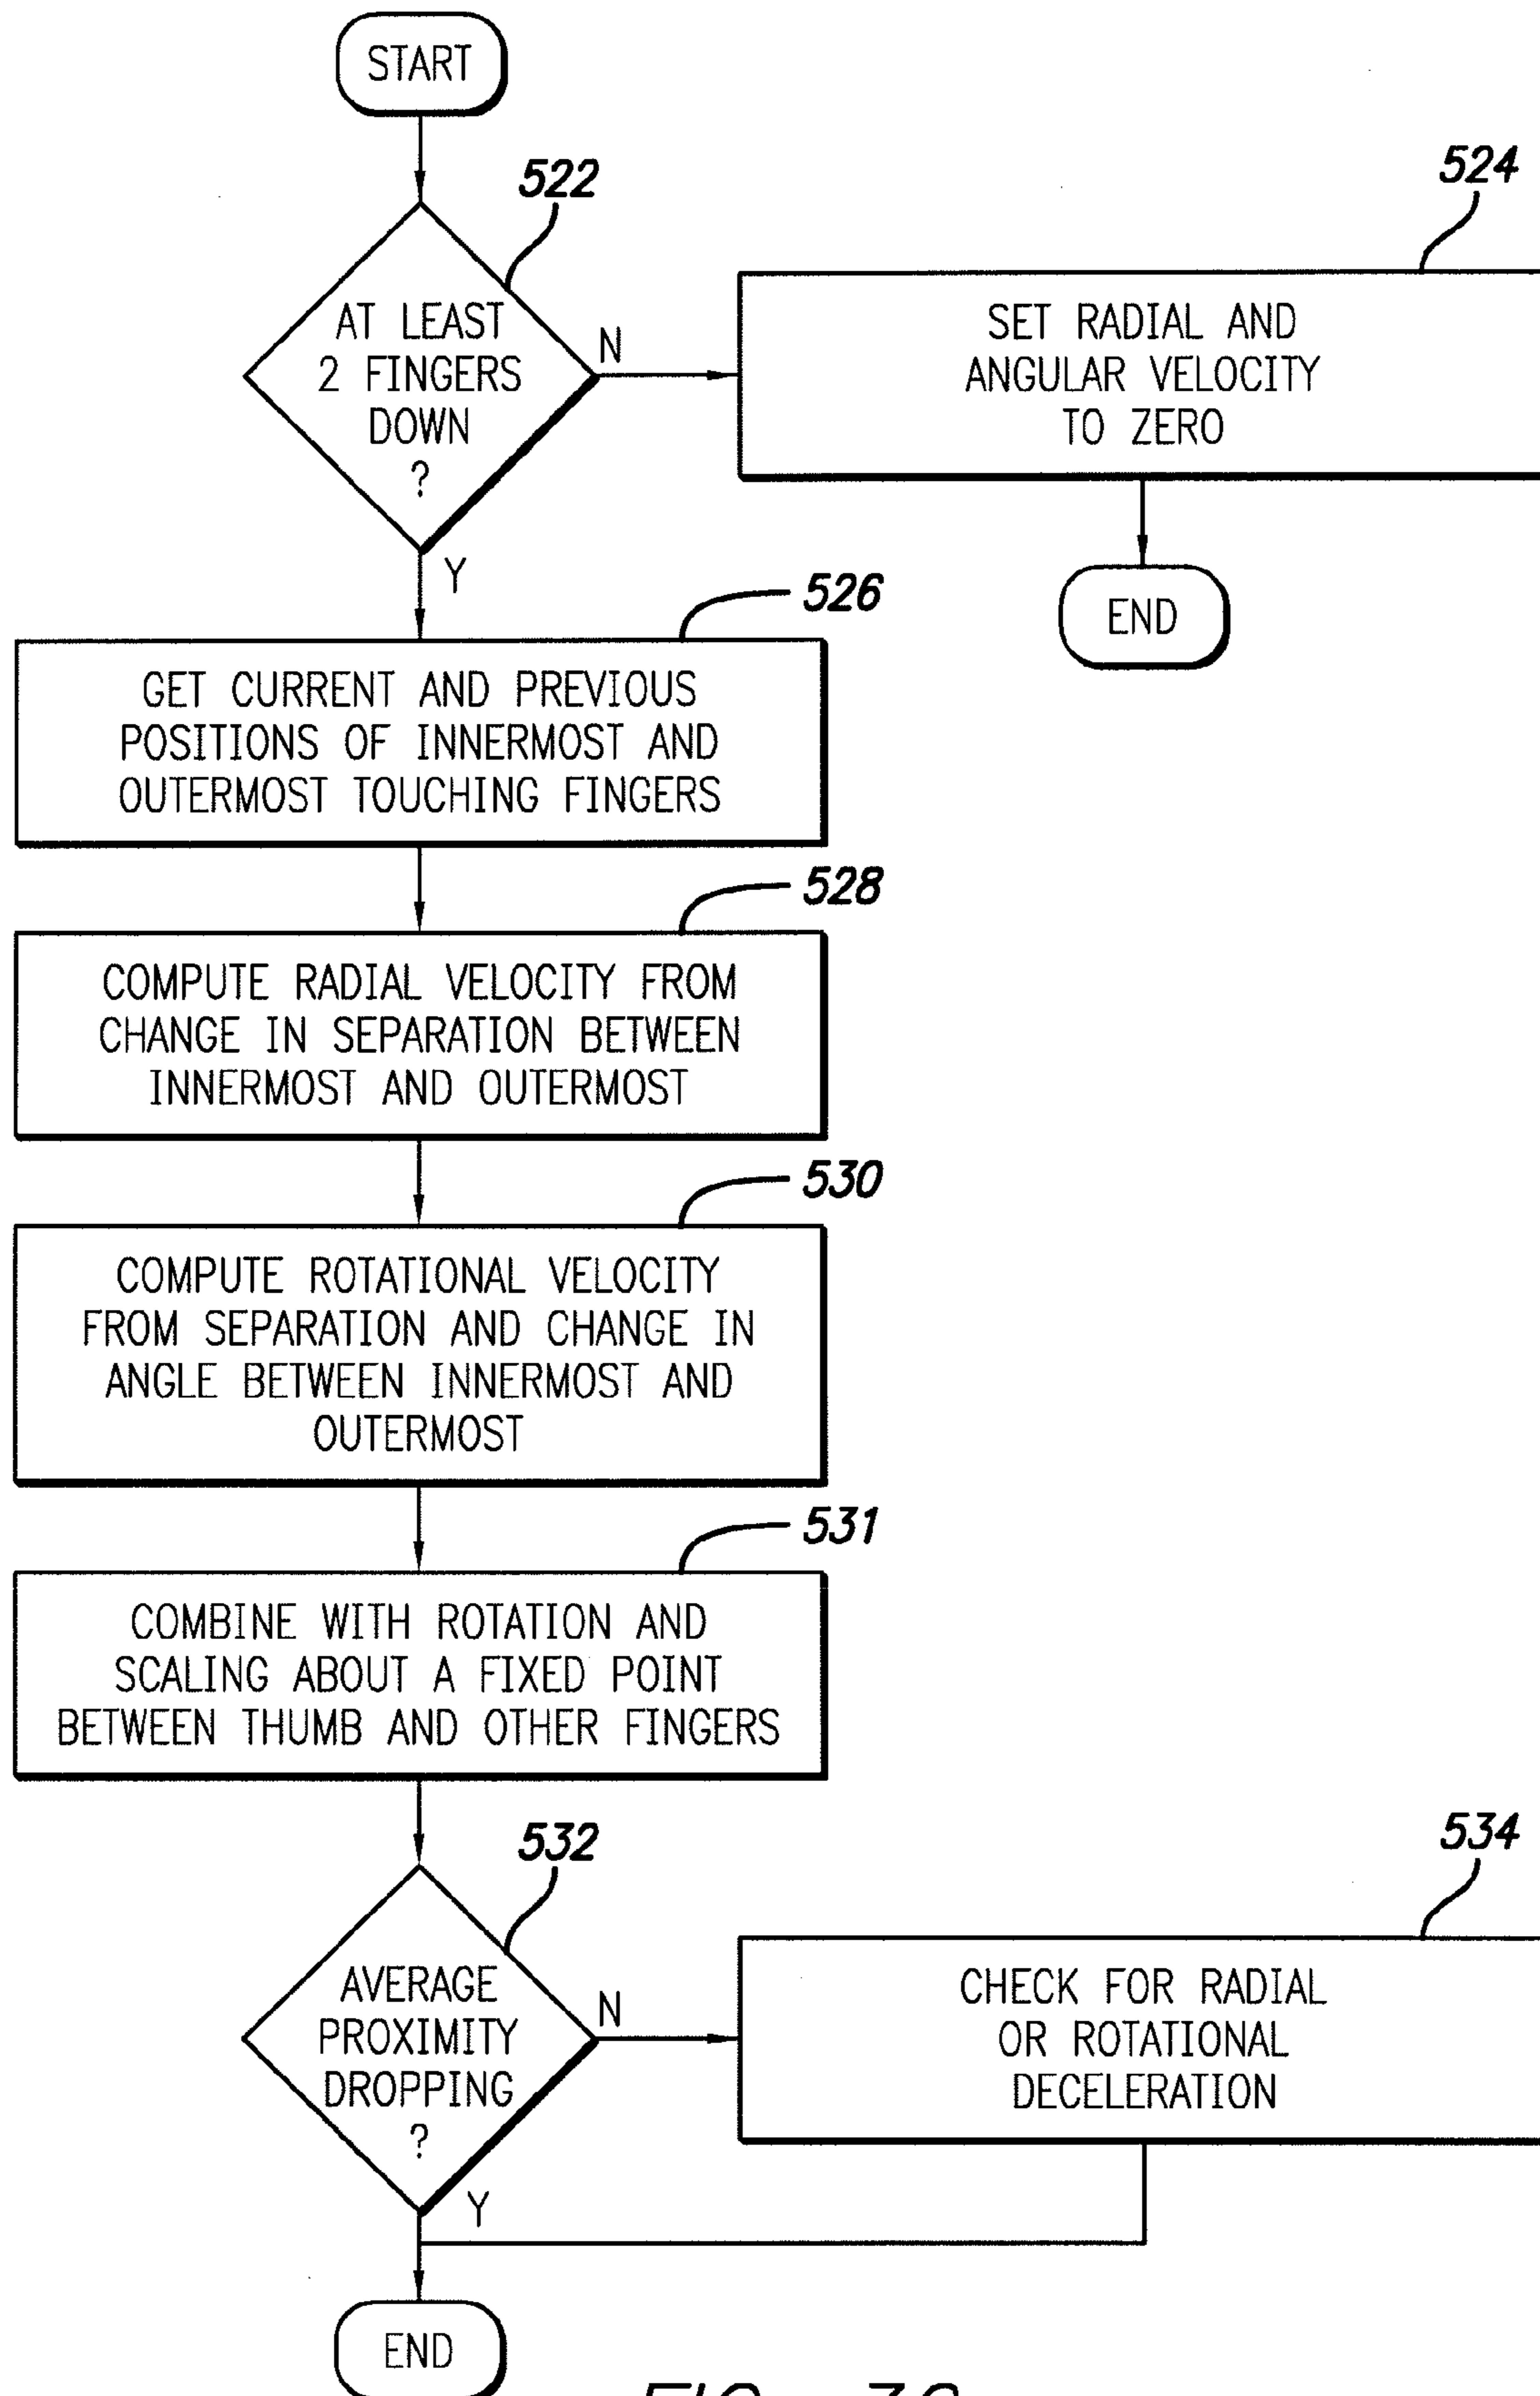 START
522
524
AT LEAST
2 FINGERS
DOWN
?
N
SET RADIAL AND
ANGULAR VELOCITY
TO ZERO
Y
END
526
GET CURRENT AND PREVIOUS
POSITIONS OF INNERMOST AND
OUTERMOST TOUCHING FINGERS
528
COMPUTE RADIAL VELOCITY FROM
CHANGE IN SEPARATION BETWEEN
INNERMOST AND OUTERMOST
530
COMPUTE ROTATIONAL VELOCITY
FROM SEPARATION AND CHANGE IN
ANGLE BETWEEN INNERMOST AND
OUTERMOST
531
COMBINE WITH ROTATION AND
SCALING ABOUT A FIXED POINT
BETWEEN THUMB AND OTHER FINGERS
532
534
AVERAGE
PROXIMITY
DROPPING
?
N
CHECK FOR RADIAL
OR ROTATIONAL
DECELERATION
Y
END